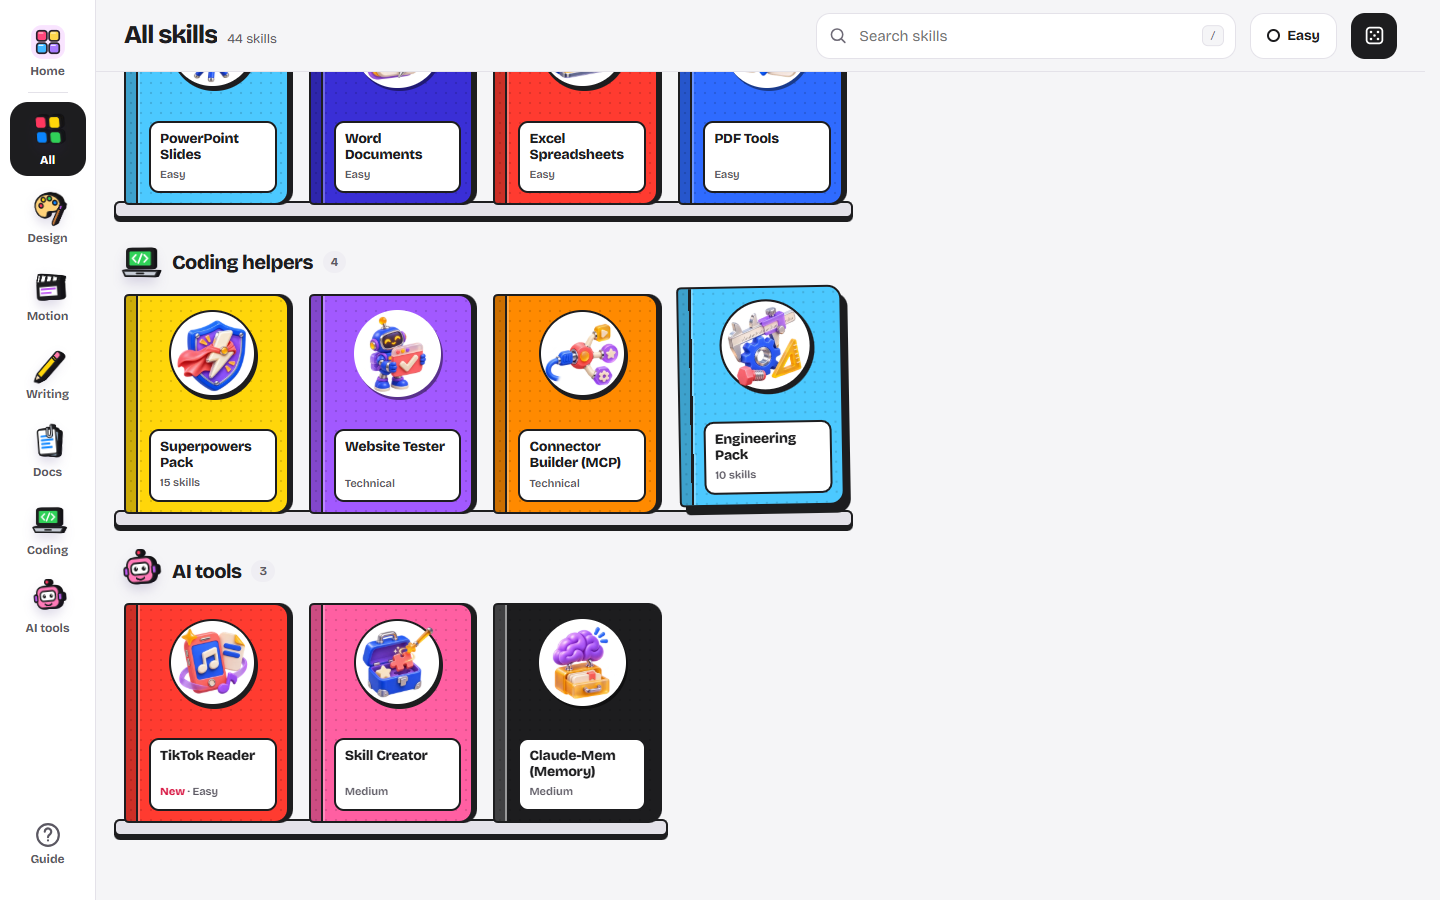 Home
All
Design
Motion
Writing
Docs
Coding
AI tools
Guide
All skills 44 skills
Search skills /
Easy
PowerPoint
Slides
Easy
Word
Documents
Easy
Excel
Spreadsheets
Easy
PDF Tools
Easy
Coding helpers 4
Superpowers
Pack
15 skills
Website Tester
Technical
Connector
Builder (MCP)
Technical
Engineering
Pack
10 skills
AI tools 3
TikTok Reader
New · Easy
Skill Creator
Medium
Claude-Mem
(Memory)
Medium